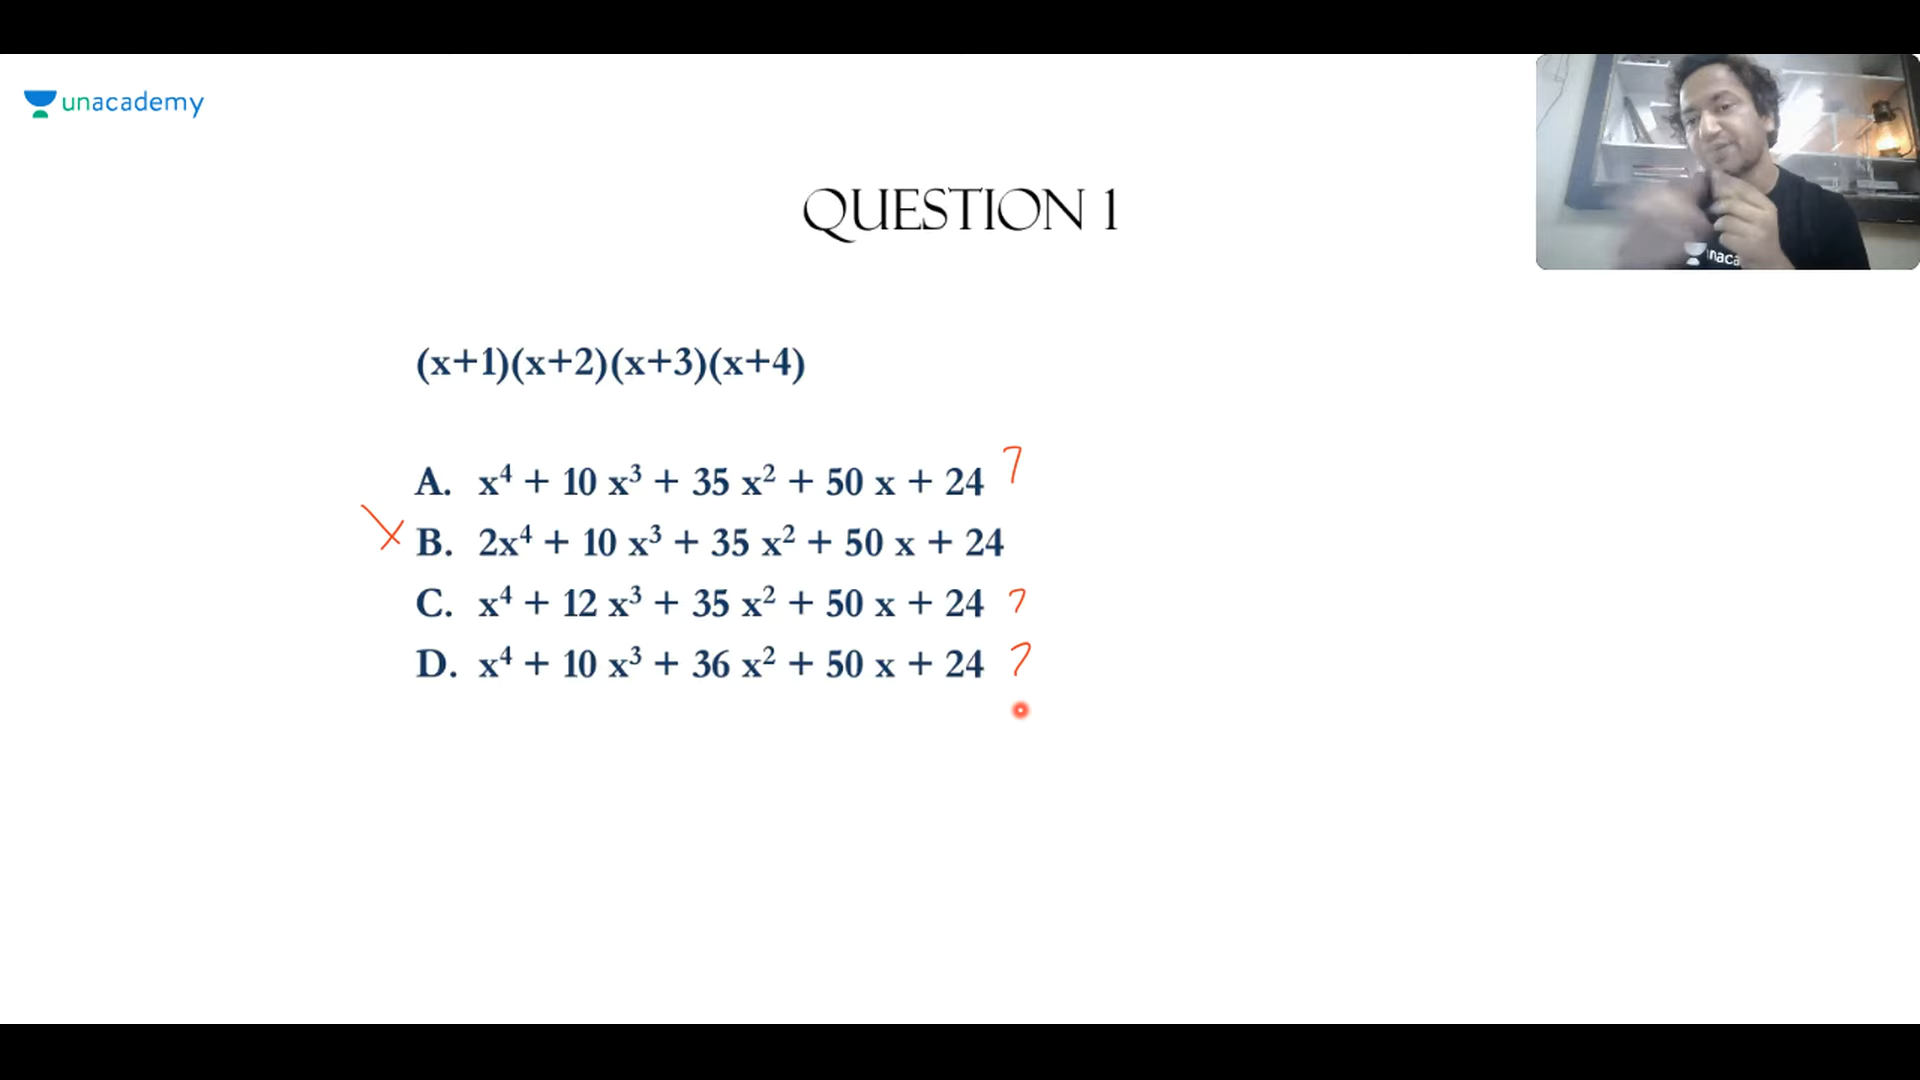 unacademy
QUESTION 1
(x+1)(x+2)(x+3)(x+4)
A. x⁴ + 10 x³ + 35 x² + 50 x + 24 ?
B. 2x⁴ + 10 x³ + 35 x² + 50 x + 24
C. x⁴ + 12 x³ + 35 x² + 50 x + 24 ?
D. x⁴ + 10 x³ + 36 x² + 50 x + 24 ?